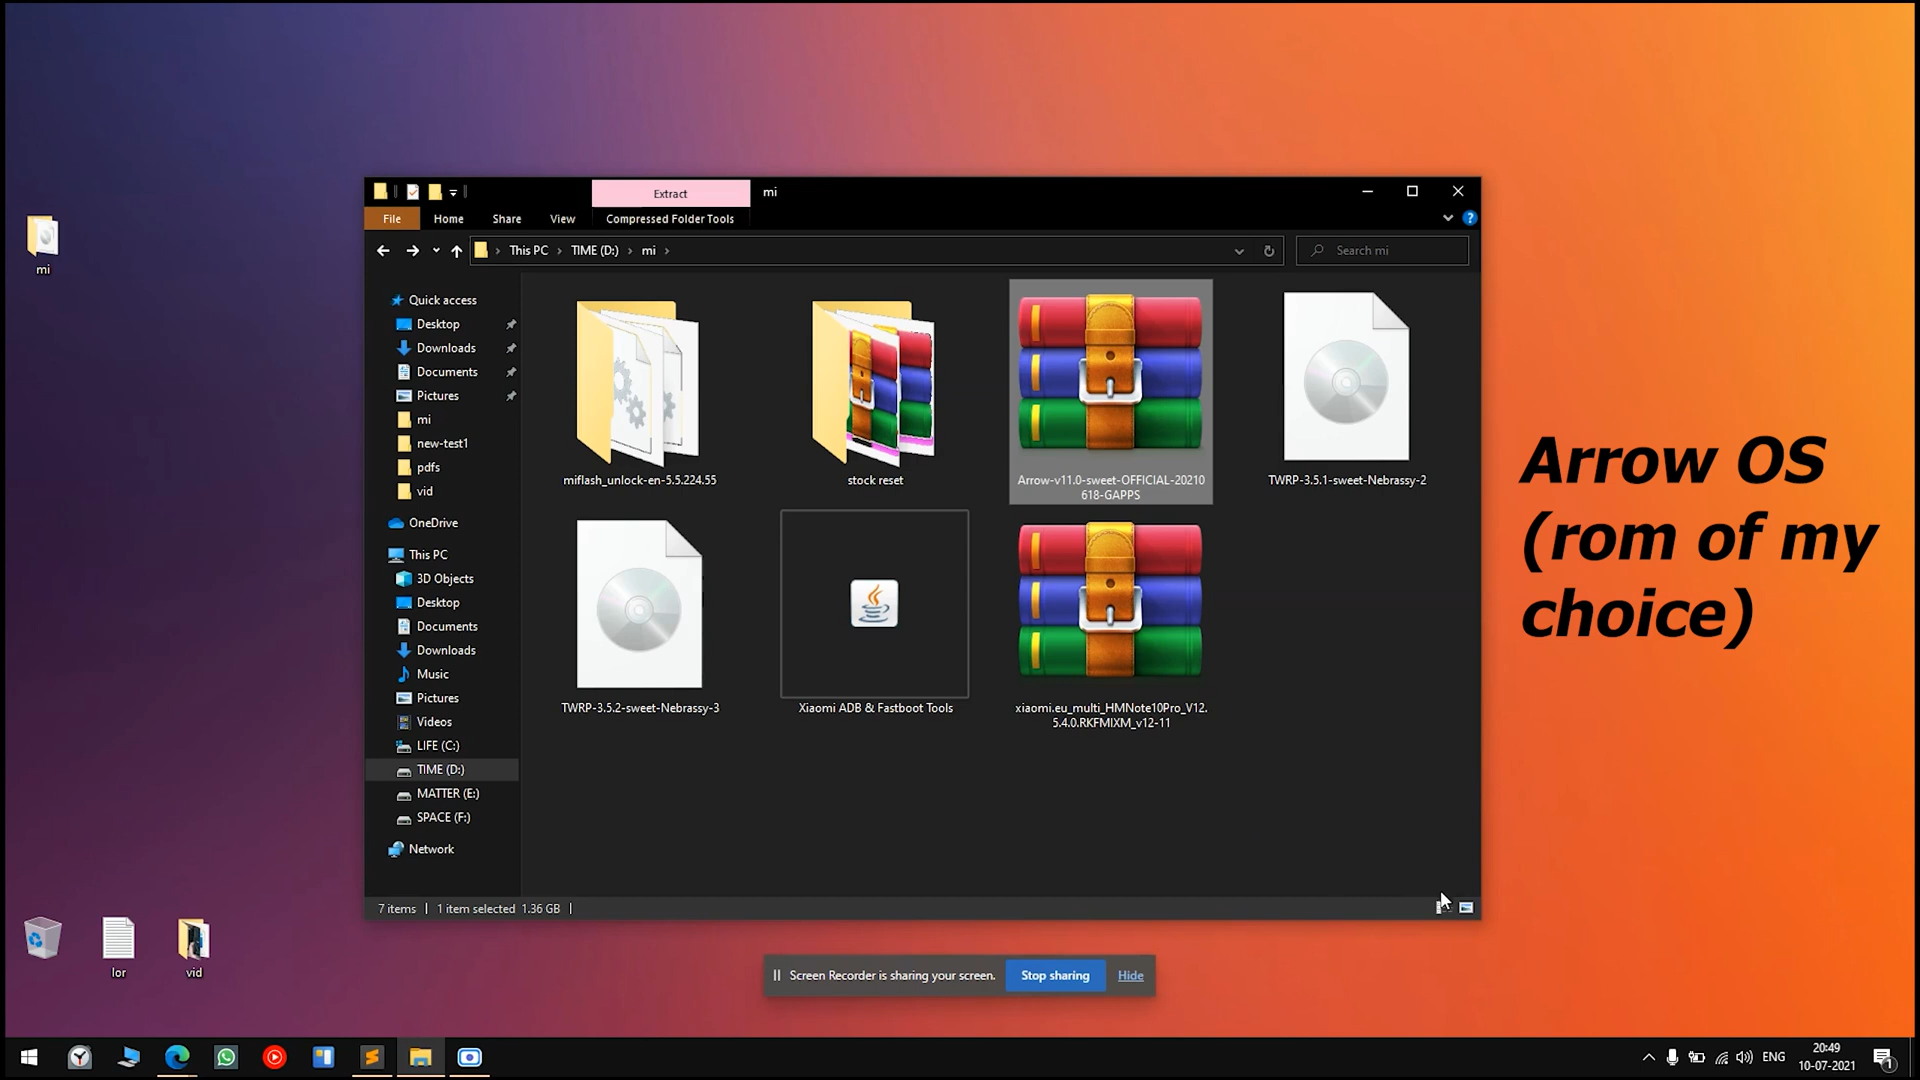 Extract
mi
File
Home
Share
View
Compressed Folder Tools
This PC
TIME (D:)
mi
Search mi
mi
Quick access
Desktop
Downloads
Documents
Pictures
mi
new-test1
pdfs
vid
OneDrive
This PC
3D Objects
Desktop
Documents
Downloads
Music
Pictures
Videos
LIFE (C:)
TIME (D:)
MATTER (E:)
SPACE (F:)
Network
miflash_unlock-en-5.5.224.55
stock reset
Arrow-v11.0-sweet-OFFICIAL-20210
618-GAPPS
TWRP-3.5.1-sweet-Nebrassy-2
TWRP-3.5.2-sweet-Nebrassy-3
Xiaomi ADB & Fastboot Tools
xiaomi.eu_multi_HMNote10Pro_V12.
5.4.0.RKFMIXM_v12-11
Arrow OS
(rom of my
choice)
7 items
1 item selected 1.36 GB
lor
vid
Screen Recorder is sharing your screen.
Stop sharing
Hide
ENG
20:49
10-07-2021
1